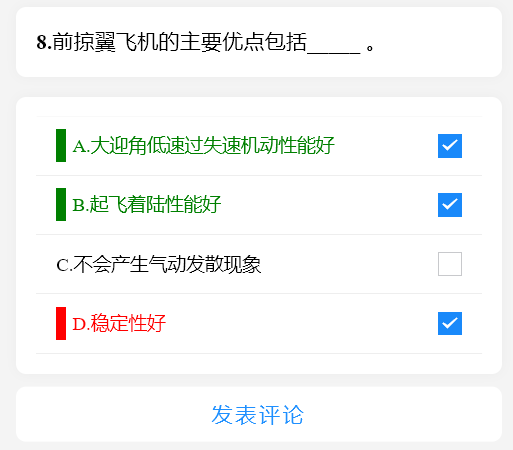 8.前掠翼飞机的主要优点包括_____ 。
A.大迎角低速过失速机动性能好
B.起飞着陆性能好
C.不会产生气动发散现象
D.稳定性好
发表评论